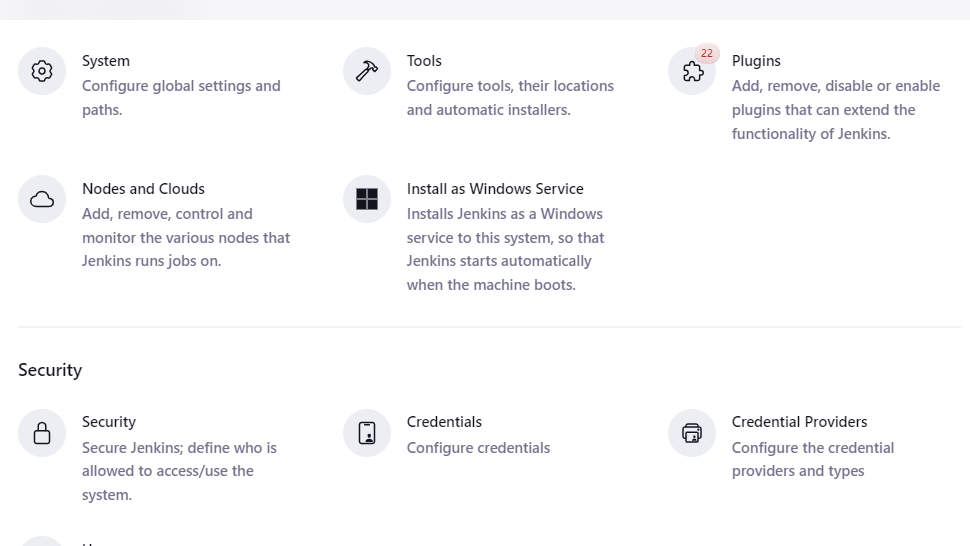 System
Configure global settings and
paths.
Tools
Configure tools, their locations
and automatic installers.
22
Plugins
Add, remove, disable or enable
plugins that can extend the
functionality of Jenkins.
Nodes and Clouds
Add, remove, control and
monitor the various nodes that
Jenkins runs jobs on.
Install as Windows Service
Installs Jenkins as a Windows
service to this system, so that
Jenkins starts automatically
when the machine boots.
Security
Security
Secure Jenkins; define who is
allowed to access/use the
system.
Credentials
Configure credentials
Credential Providers
Configure the credential
providers and types